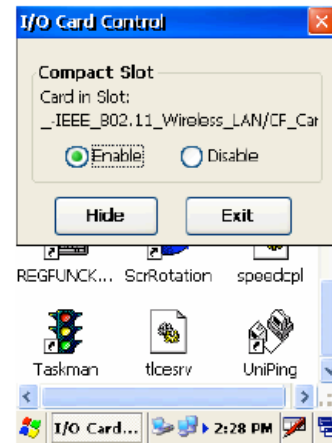 I/O Card Control
Compact Slot
Card in Slot:
_-IEEE_802.11_Wireless_LAN/CF_Car
Enable Disable
Hide Exit
REGFUNCK... ScrRotation speedcpl
Taskman tlcesrv UniPing
I/O Card... 2:28 PM